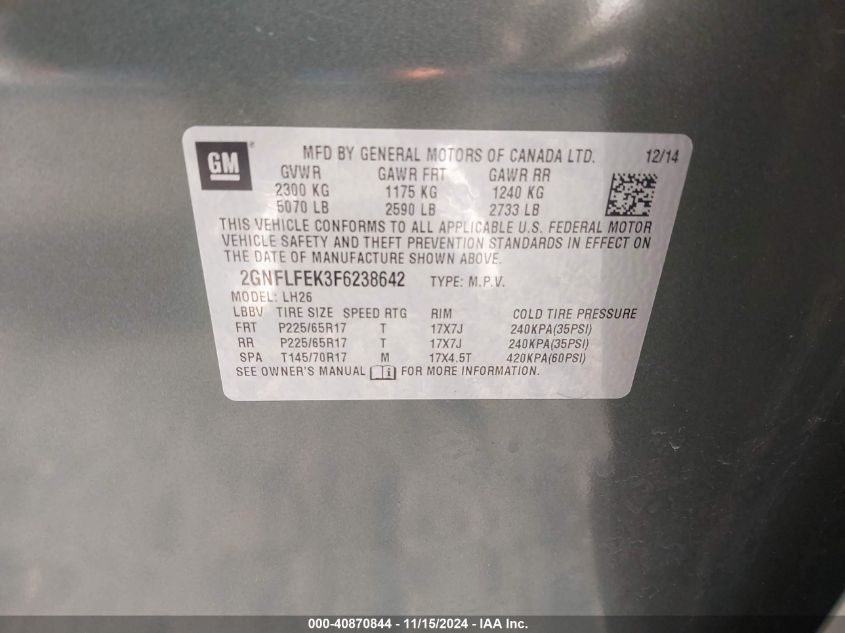 GM
MFD BY GENERAL MOTORS OF CANADA LTD. 12/14
GVWR GAWR FRT GAWR RR
2300 KG 1175 KG 1240 KG
5070 LB 2590 LB 2733 LB
THIS VEHICLE CONFORMS TO ALL APPLICABLE U.S. FEDERAL MOTOR
VEHICLE SAFETY AND THEFT PREVENTION STANDARDS IN EFFECT ON
THE DATE OF MANUFACTURE SHOWN ABOVE.
2GNFLFEK3F6238642 TYPE: M.P.V.
MODEL: LH26
LBBV TIRE SIZE SPEED RTG RIM COLD TIRE PRESSURE
FRT P225/65R17 T 17X7J 240KPA(35PSI)
RR P225/65R17 T 17X7J 240KPA(35PSI)
SPA T145/70R17 M 17X4.5T 420KPA(60PSI)
SEE OWNER'S MANUAL FOR MORE INFORMATION.
000-40870844 - 11/15/2024 - IAA Inc.